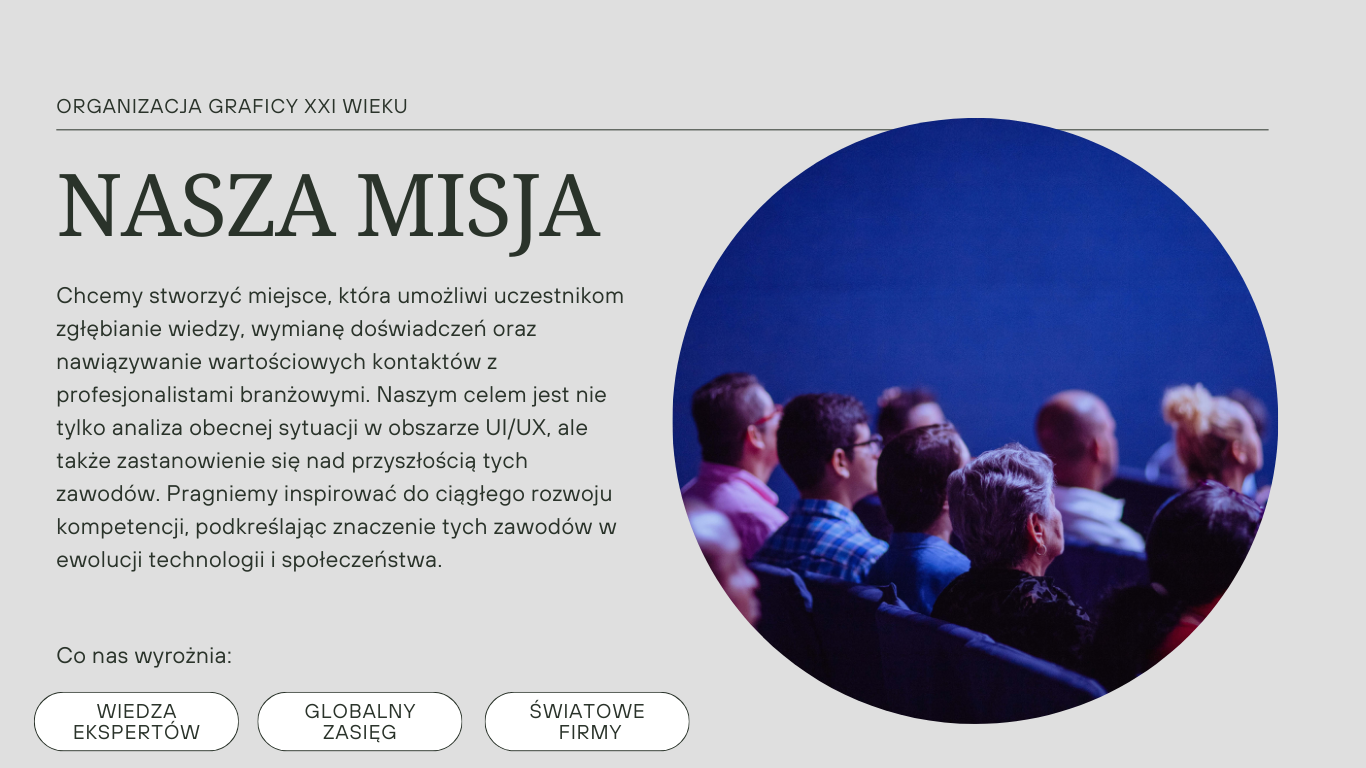 ORGANIZACJA GRAFICY XXI WIEKU
NASZA MISJA
Chcemy stworzyć miejsce, która umożliwi uczestnikom
zgłębianie wiedzy, wymianę doświadczeń oraz
nawiązywanie wartościowych kontaktów z
profesjonalistami branżowymi. Naszym celem jest nie
tylko analiza obecnej sytuacji w obszarze UI/UX, ale
także zastanowienie się nad przyszłością tych
zawodów. Pragniemy inspirować do ciągłego rozwoju
kompetencji, podkreślając znaczenie tych zawodów w
ewolucji technologii i społeczeństwa.
Co nas wyrożnia:
WIEDZA
EKSPERTÓW
GLOBALNY
ZASIĘG
ŚWIATOWE
FIRMY